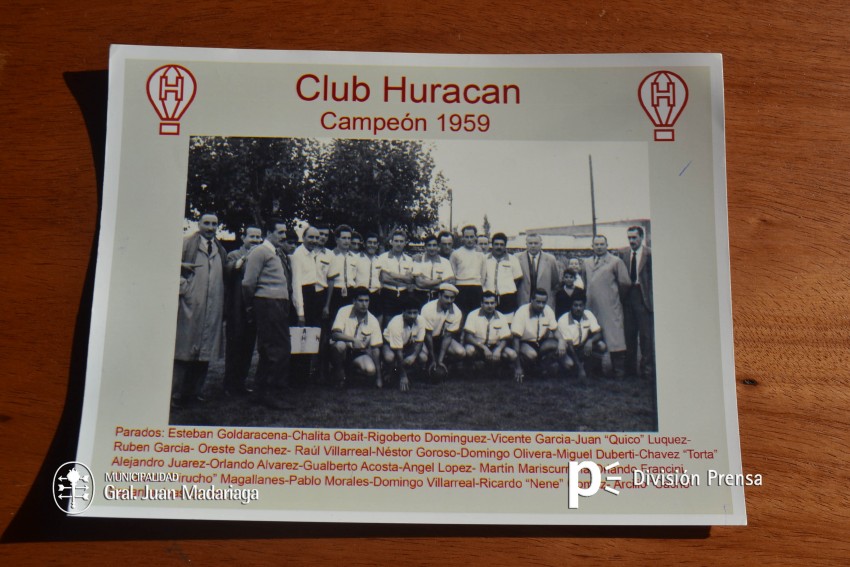 H
H
Club Huracan
Campeón 1959
Parados: Esteban Goldaracena-Chalita Obait-Rigoberto Dominguez-Vicente Garcia-Juan "Quico" Luquez-
Ruben Garcia- Oreste Sanchez- Raúl Villarreal-Néstor Goroso-Domingo Olivera-Miguel Duberti-Chavez "Torta"
Alejandro Juarez-Orlando Alvarez-Gualberto Acosta-Angel Lopez- Martin Francini
Magallanes-Pablo Morales-Domingo Villarreal-Ricardo "Nene"
MUNICIPALIDAD
Gral. Juan Madariaga
División Prensa